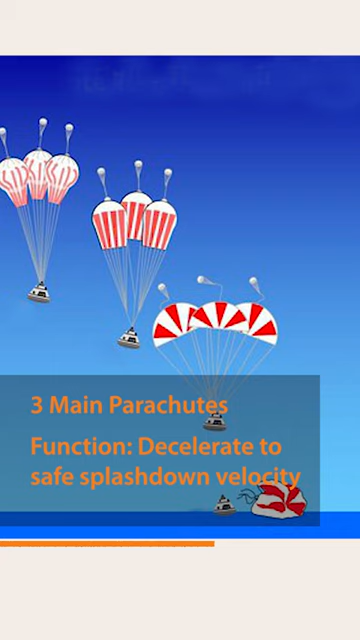 3 Main Parachutes
Function: Decelerate to
safe splashdown velocity